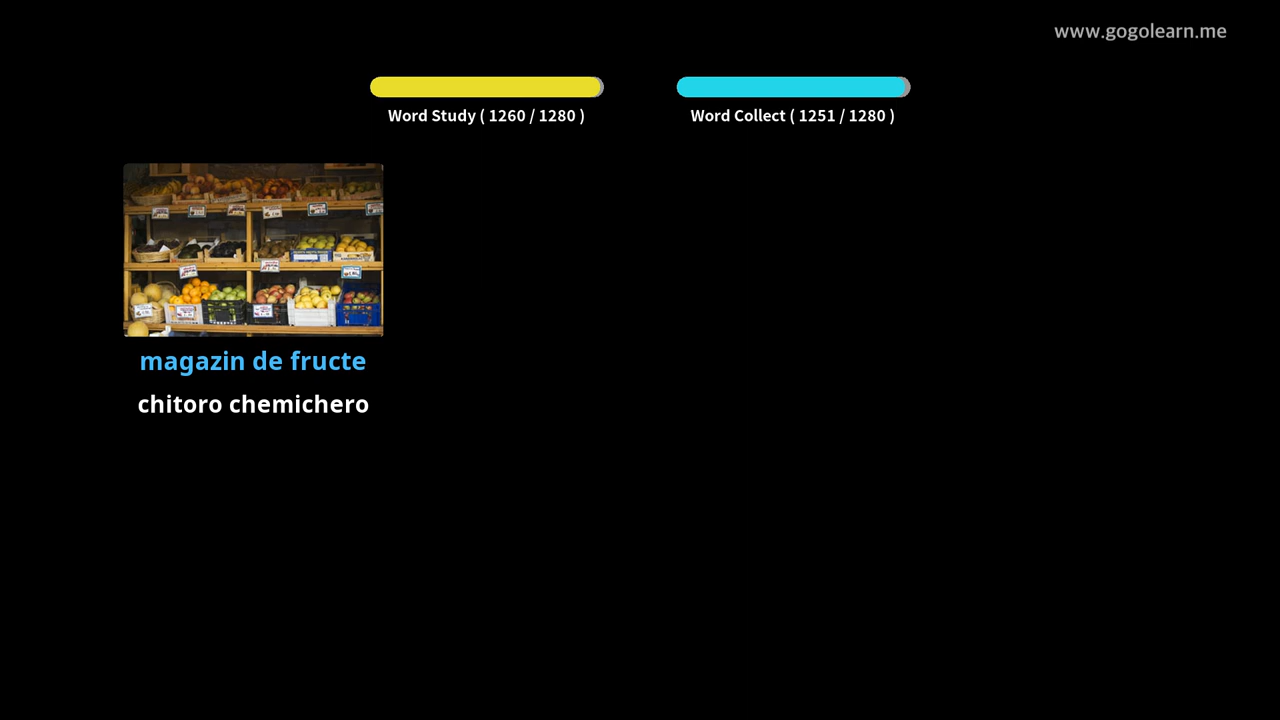 www.gogolearn.me
Word Study ( 1260 / 1280 )
Word Collect ( 1251 / 1280 )
magazin de fructe
chitoro chemichero